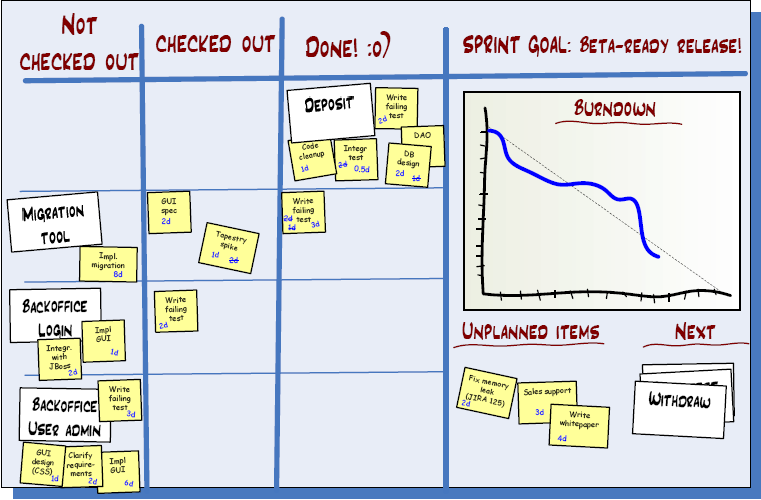 NOT
CHECKED OUT
CHECKED OUT
DONE! :o)
SPRINT GOAL: BETA-READY RELEASE!
DEPOSIT
Write
failing
test
2d
DAO
Code
cleanup
1d
Integr
test
2d 0,5d
DB
design
2d 1d
MIGRATION
TOOL
Impl.
migration
8d
GUI
spec
2d
Tapestry
spike
1d 2d
Write
failing
test
2d
1d 3d
BACKOFFICE
LOGIN
Impl
GUI
1d
Integr.
with
JBoss
2d
Write
failing
test
2d
BACKOFFICE
USER ADMIN
Write
failing
test
3d
GUI
design
(CSS)
1d
Clarify
require-
ments
2d
Impl
GUI
6d
BURNDOWN
UNPLANNED ITEMS
Fix memory
leak
(JIRA 125)
2d
Sales support
3d
Write
whitepaper
4d
NEXT
WITHDRAW